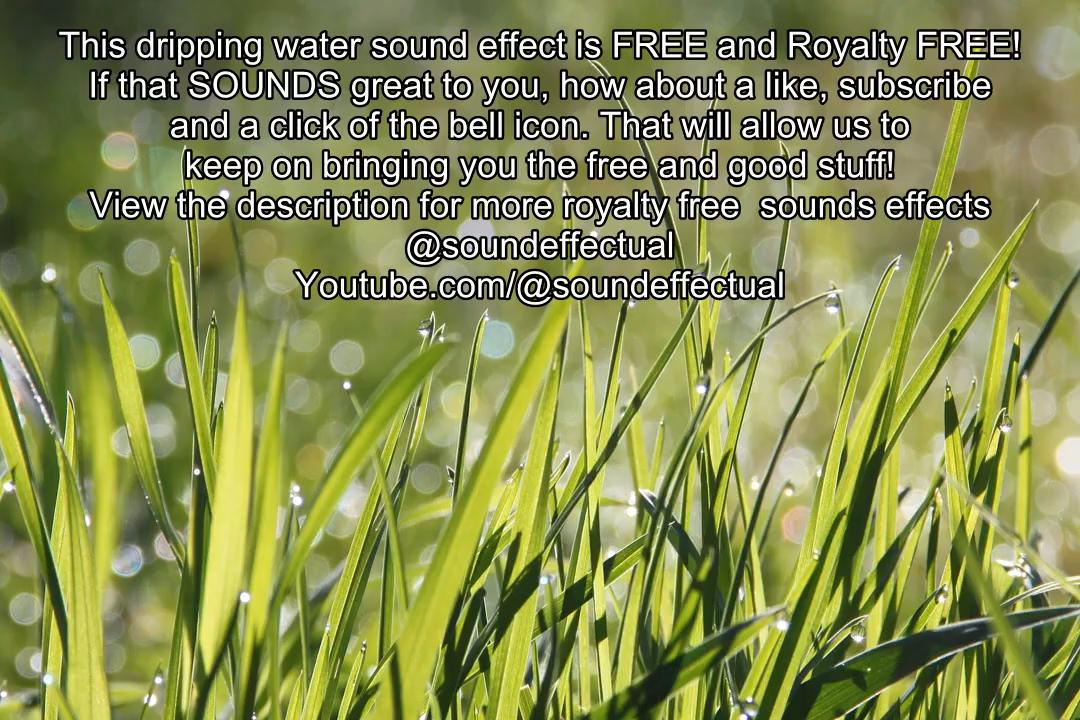 This dripping water sound effect is FREE and Royalty FREE!
If that SOUNDS great to you, how about a like, subscribe
and a click of the bell icon. That will allow us to
keep on bringing you the free and good stuff!
View the description for more royalty free  sounds effects
@soundeffectual
Youtube.com/@soundeffectual